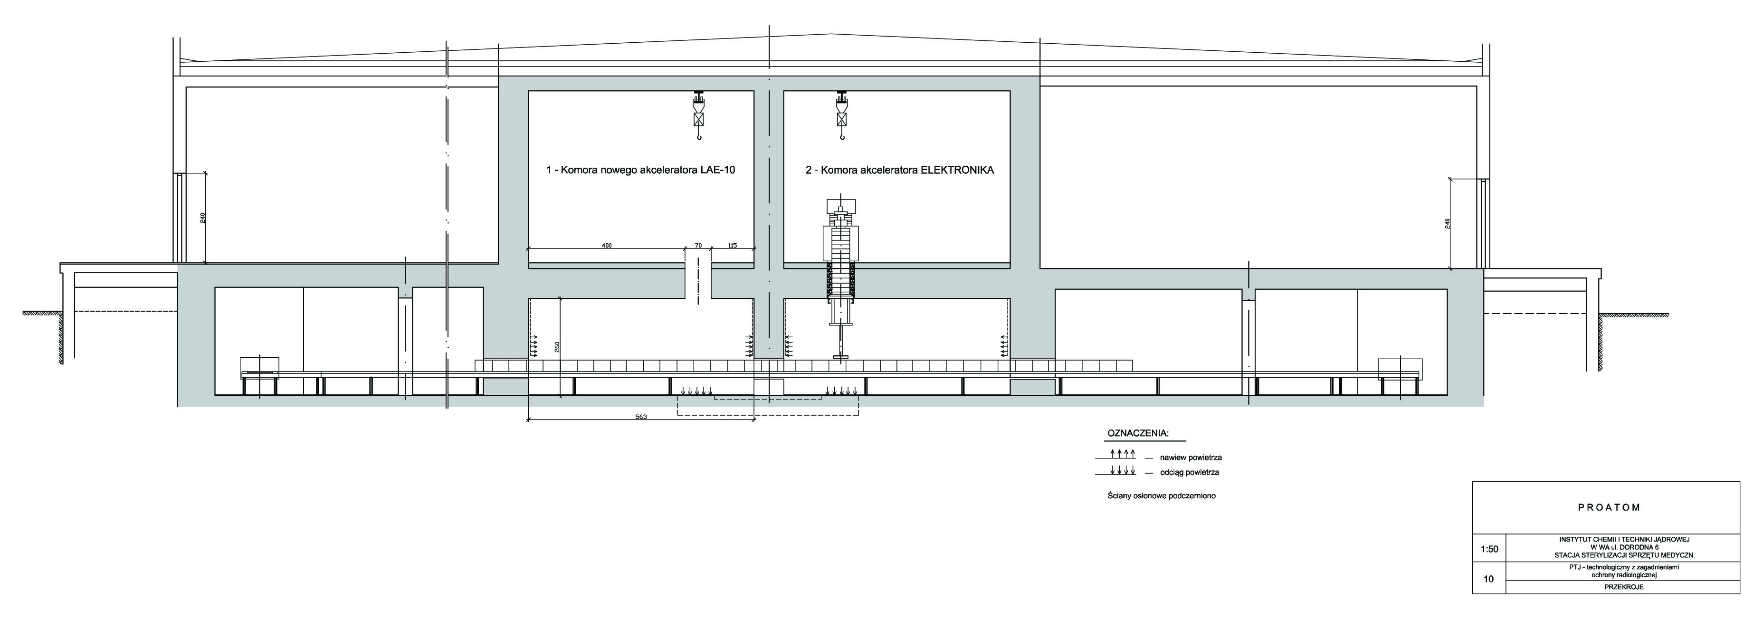 1 - Komora nowego akceleratora LAE-10
2 - Komora akceleratora ELEKTRONIKA
240
240
400
70
115
250
563
OZNACZENIA:
— nawiew powietrza
— odciąg powietrza
Ściany osłonowe podczerniono
PROATOM
1:50
INSTYTUT CHEMII I TECHNIKI JĄDROWEJ
W WA ul. DORODNA 6
STACJA STERYLIZACJI SPRZĘTU MEDYCZN.
10
PTJ - technologiczny z zagadnieniami
ochrony radiologicznej
PRZEKROJE